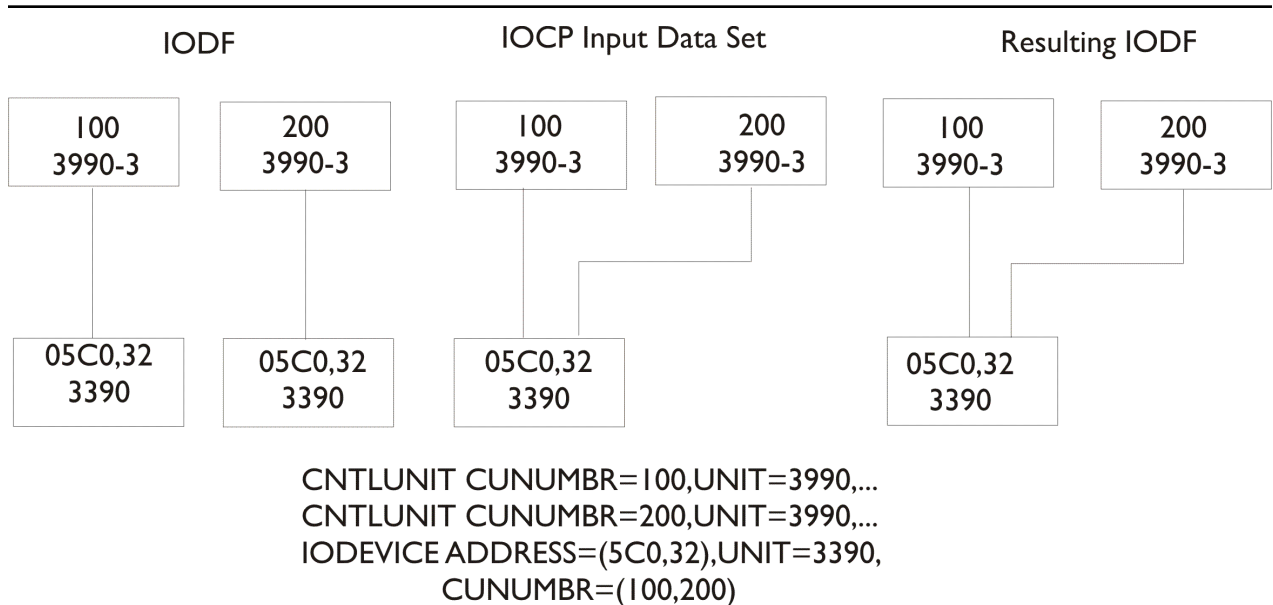 IODF
IOCP Input Data Set
Resulting IODF
100
3990-3
200
3990-3
100
3990-3
200
3990-3
100
3990-3
200
3990-3
05C0,32
3390
05C0,32
3390
05C0,32
3390
05C0,32
3390
CNTLUNIT CUNUMBR=100,UNIT=3990,...
CNTLUNIT CUNUMBR=200,UNIT=3990,...
IODEVICE ADDRESS=(5C0,32),UNIT=3390,
CUNUMBR=(100,200)